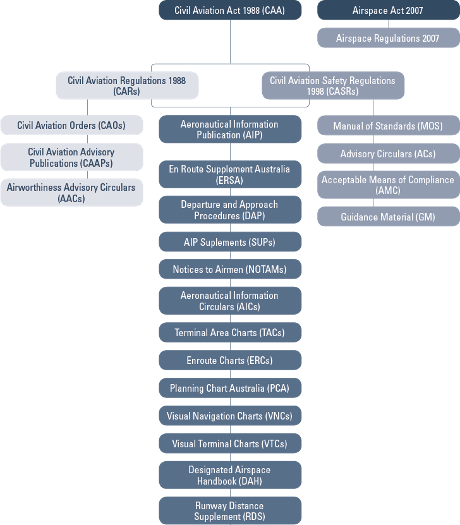 Civil Aviation Act 1988 (CAA)
Airspace Act 2007
Airspace Regulations 2007
Civil Aviation Regulations 1988
(CARs)
Civil Aviation Safety Regulations
1998 (CASRs)
Civil Aviation Orders (CAOs)
Civil Aviation Advisory
Publications (CAAPs)
Airworthiness Advisory Circulars
(AACs)
Aeronautical Information
Publication (AIP)
En Route Supplement Australia
(ERSA)
Departure and Approach
Procedures (DAP)
AIP Suplements (SUPs)
Notices to Airmen (NOTAMs)
Aeronautical Information
Circulars (AICs)
Terminal Area Charts (TACs)
Enroute Charts (ERCs)
Planning Chart Australia (PCA)
Visual Navigation Charts (VNCs)
Visual Terminal Charts (VTCs)
Designated Airspace
Handbook (DAH)
Runway Distance
Supplement (RDS)
Manual of Standards (MOS)
Advisory Circulars (ACs)
Acceptable Means of Compliance
(AMC)
Guidance Material (GM)